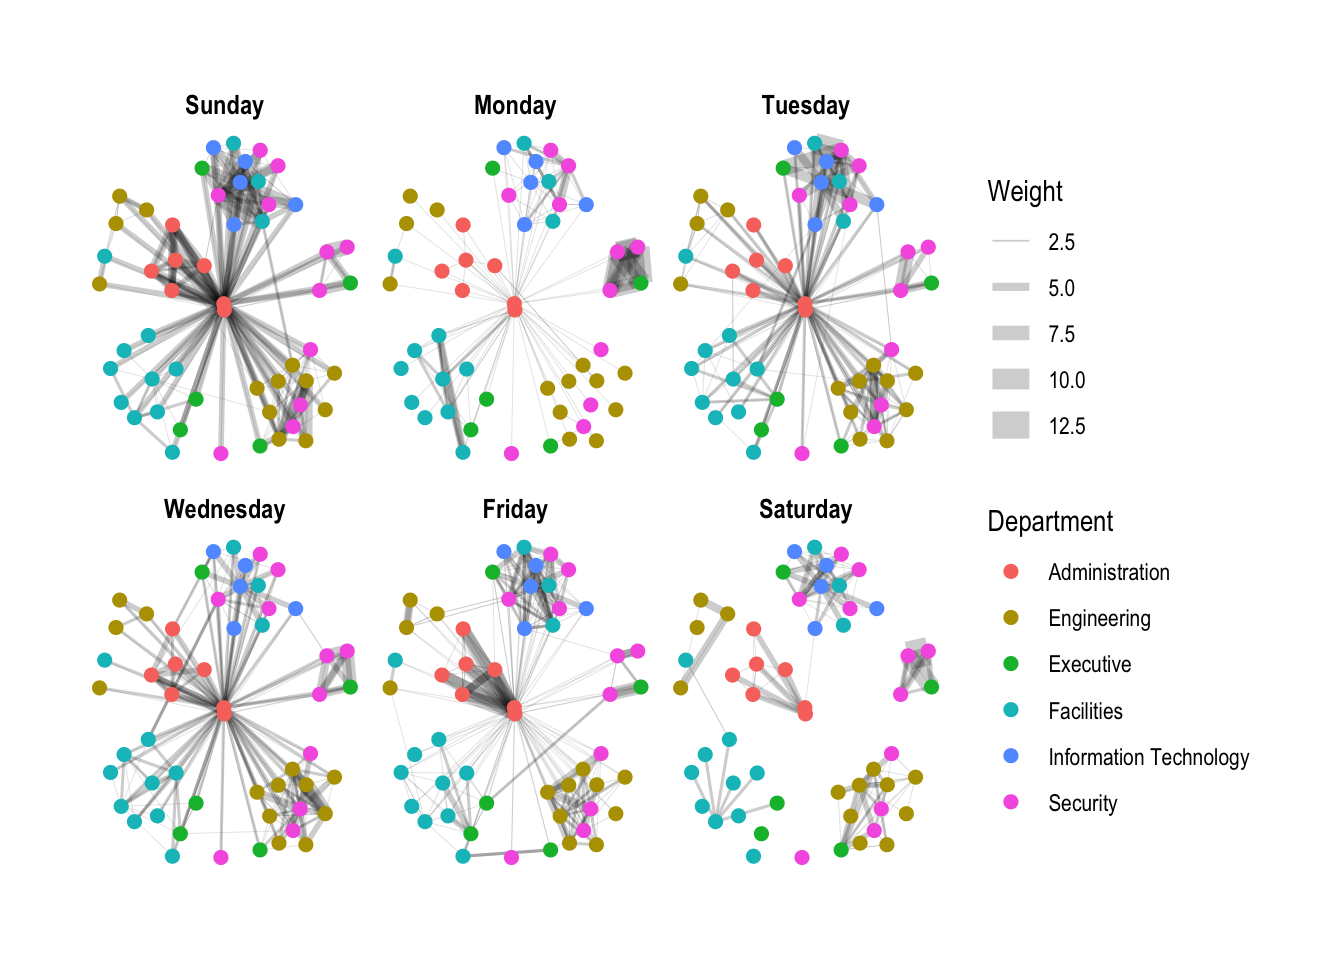 Sunday
Monday
Tuesday
Wednesday
Friday
Saturday
Weight
2.5
5.0
7.5
10.0
12.5
Department
Administration
Engineering
Executive
Facilities
Information Technology
Security